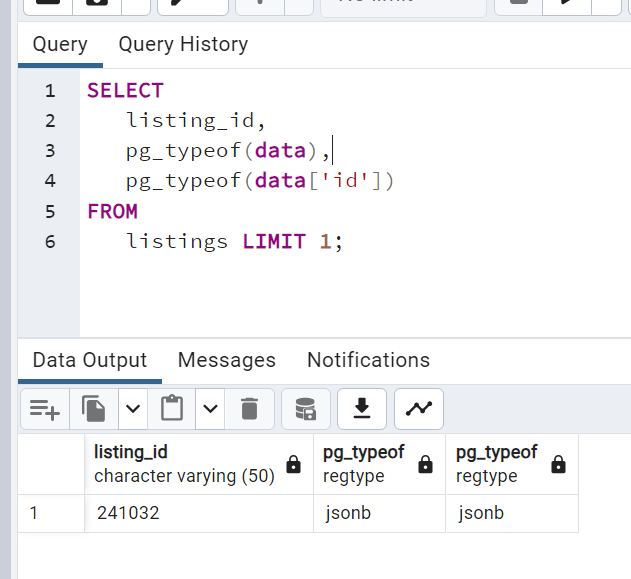 Query Query History
1 SELECT
2 listing_id,
3 pg_typeof(data),
4 pg_typeof(data['id'])
5 FROM
6 listings LIMIT 1;
Data Output Messages Notifications
listing_id pg_typeof pg_typeof
character varying (50) regtype regtype
1 241032 jsonb jsonb